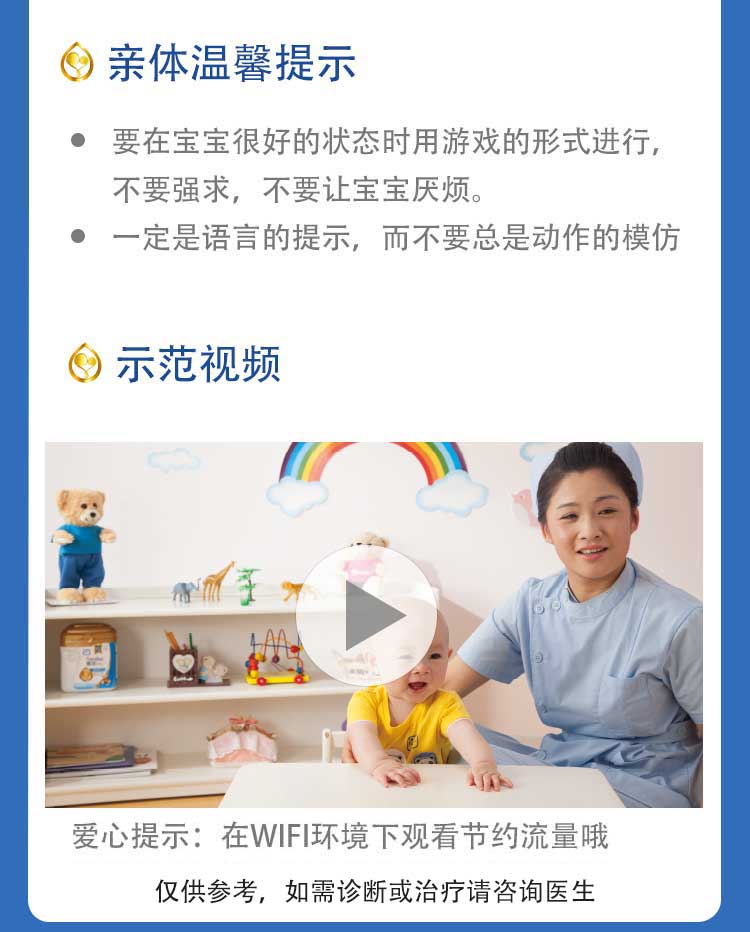 亲体温馨提示
要在宝宝很好的状态时用游戏的形式进行，
不要强求，不要让宝宝厌烦。
一定是语言的提示，而不要总是动作的模仿
示范视频
爱心提示：在WIFI环境下观看节约流量哦
仅供参考，如需诊断或治疗请咨询医生